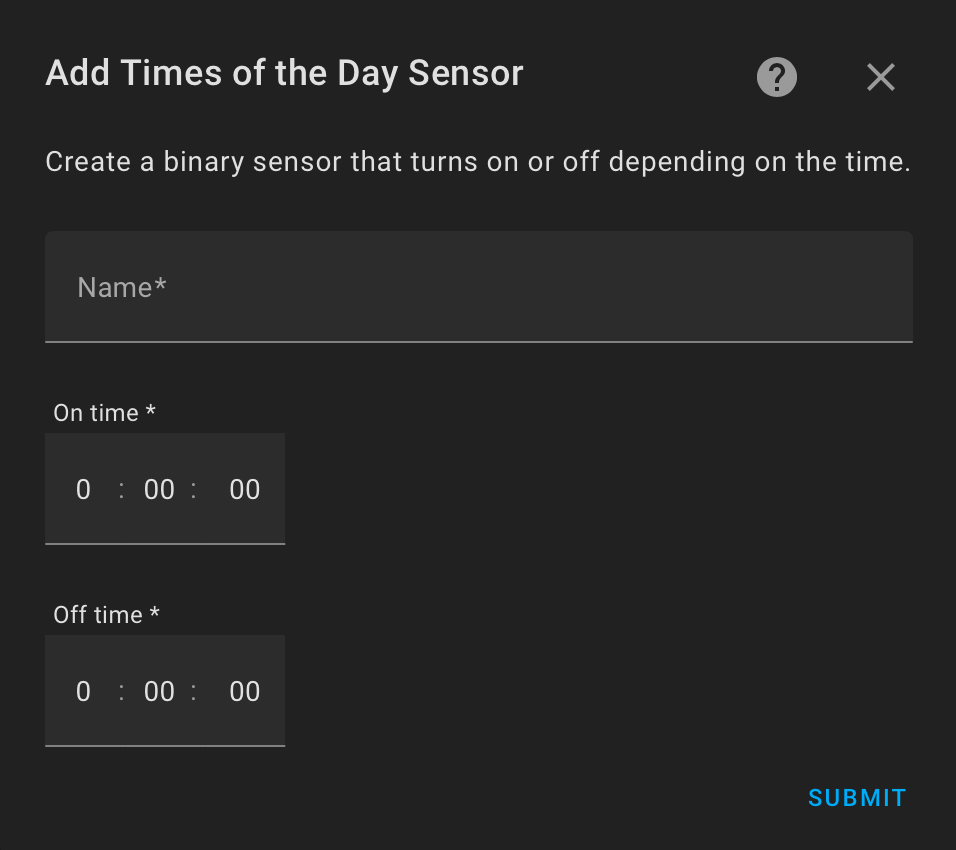 Add Times of the Day Sensor
Create a binary sensor that turns on or off depending on the time.
Name*
On time *
0 : 00 : 00
Off time *
0 : 00 : 00
SUBMIT